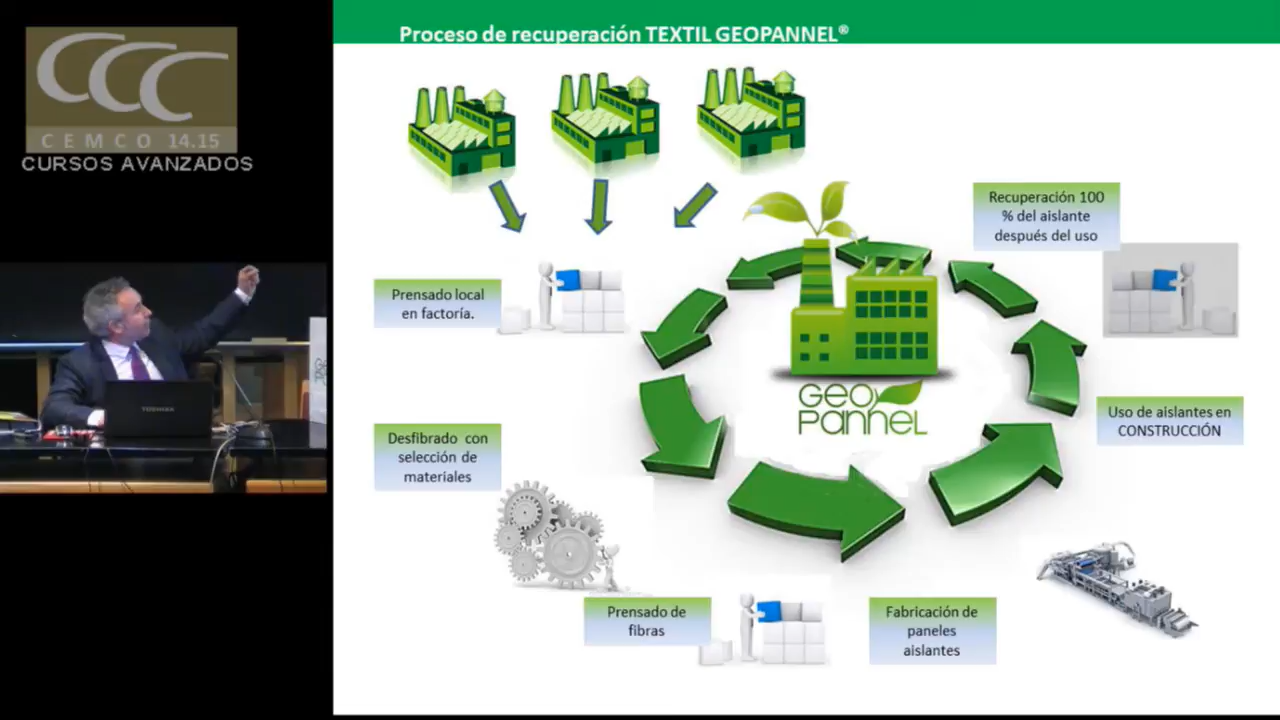 CCC
CEMCO 14.15
CURSOS AVANZADOS
TOSHIBA
Proceso de recuperación TEXTIL GEOPANNEL®
Recuperación 100
% del aislante
después del uso
Prensado local
en factoría.
GEO
PANNEL
Uso de aislantes en
CONSTRUCCIÓN
Desfibrado con
selección de
materiales
Prensado de
fibras
Fabricación de
paneles
aislantes